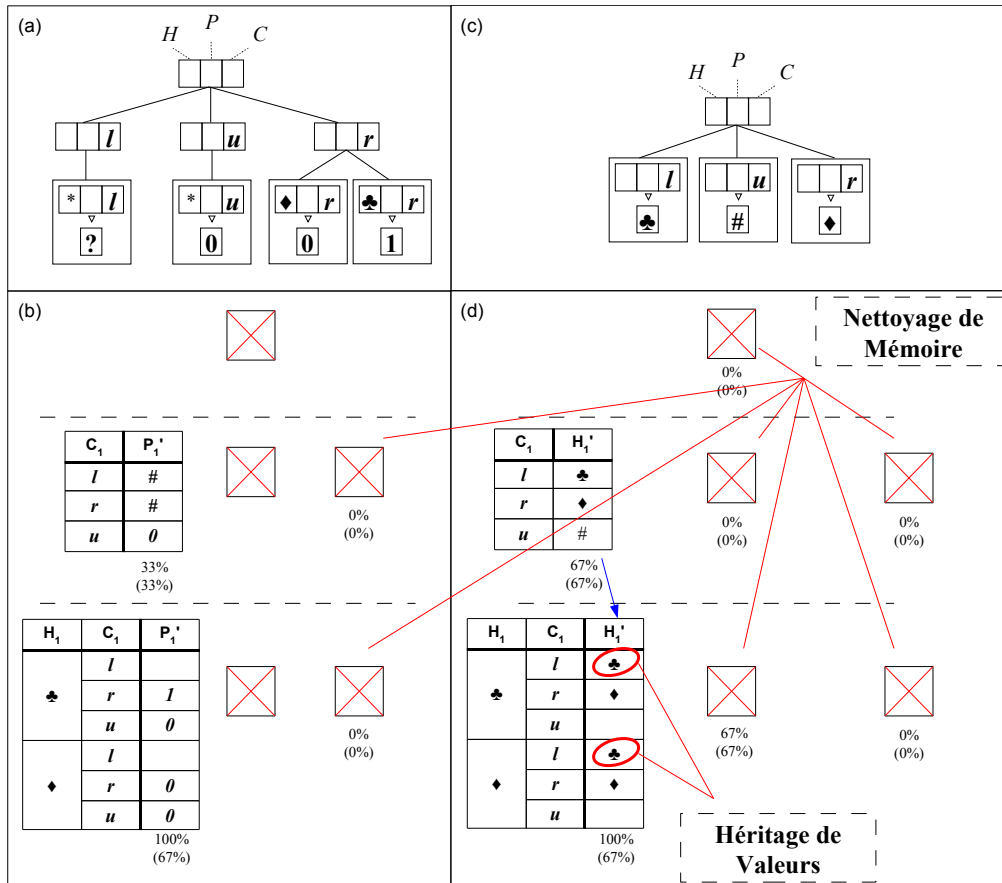 (a)
H P C
l u r
* l * u ♦ r ♣ r
? 0 0 1
(c)
H P C
l u r
♣ # ♦
(b)
C1 P1'
l #
r #
u 0
33%
(33%)
0%
(0%)
H1 C1 P1'
♣
l
r 1
u 0
♦
l
r 0
u 0
100%
(67%)
0%
(0%)
(d)
Nettoyage de
Mémoire
0%
(0%)
C1 H1'
l ♣
r ♦
u #
67%
(67%)
0%
(0%)
0%
(0%)
H1 C1 H1'
♣
l ♣
r ♦
u
♦
l ♣
r ♦
u
100%
(67%)
67%
(67%)
0%
(0%)
Héritage de
Valeurs